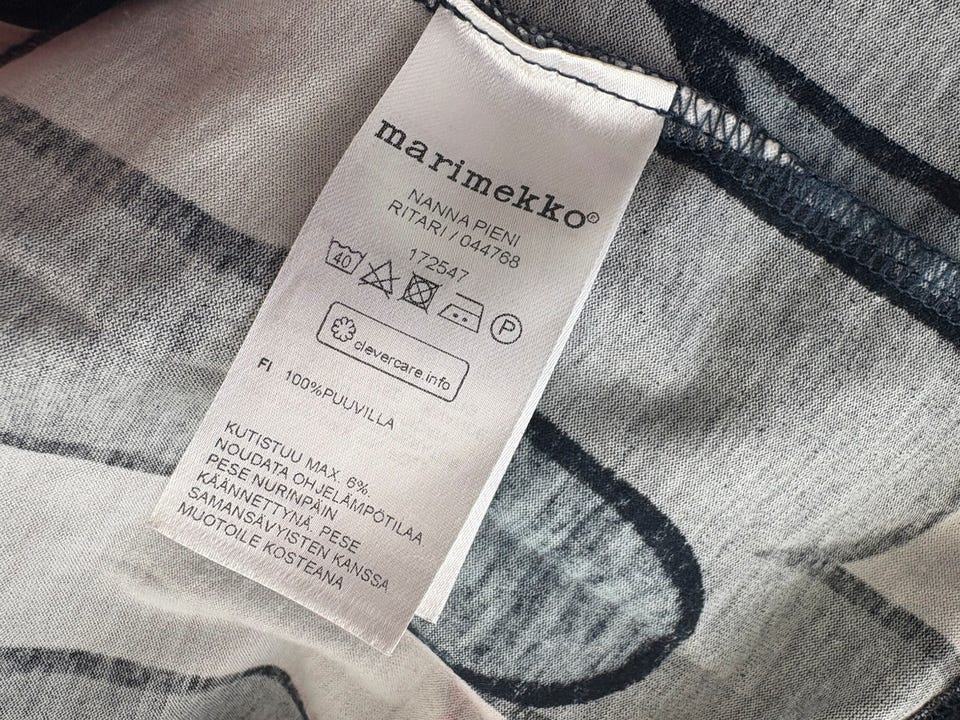 marimekko®
NANNA PIENI
RITARI / 044768
172547
40 P
clevercare.info
FI 100%PUUVILLA
KUTISTUU MAX. 6%
NOUDATA OHJELÄMPÖTILAA
PESE NURINPÄIN
KÄÄNNETTYNÄ. PESE
SAMANSÄVYISTEN KANSSA
MUOTOILE KOSTEANA